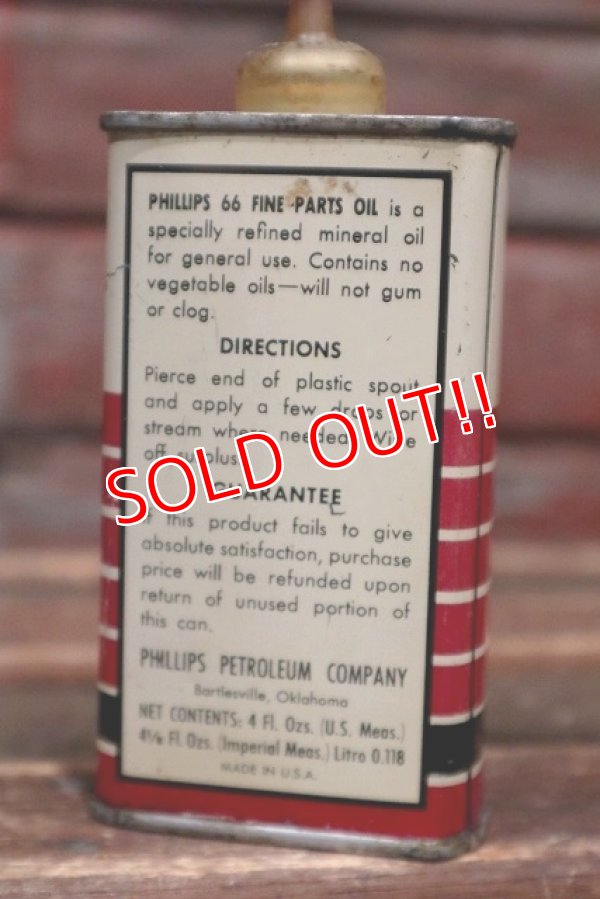 PHILLIPS 66 FINE PARTS OIL is a
specially refined mineral oil
for general use. Contains no
vegetable oils—will not gum
or clog.
DIRECTIONS
Pierce end of plastic spout
and apply a few drops or
stream where needed. Wipe
off surplus.
GUARANTEE
If this product fails to give
absolute satisfaction, purchase
price will be refunded upon
return of unused portion of
this can.
PHILLIPS PETROLEUM COMPANY
Bartlesville, Oklahoma
NET CONTENTS: 4 Fl. Ozs. (U.S. Meas.)
4⅙ Fl. Ozs. (Imperial Meas.) Litro 0.118
MADE IN U.S.A.
SOLD OUT!!